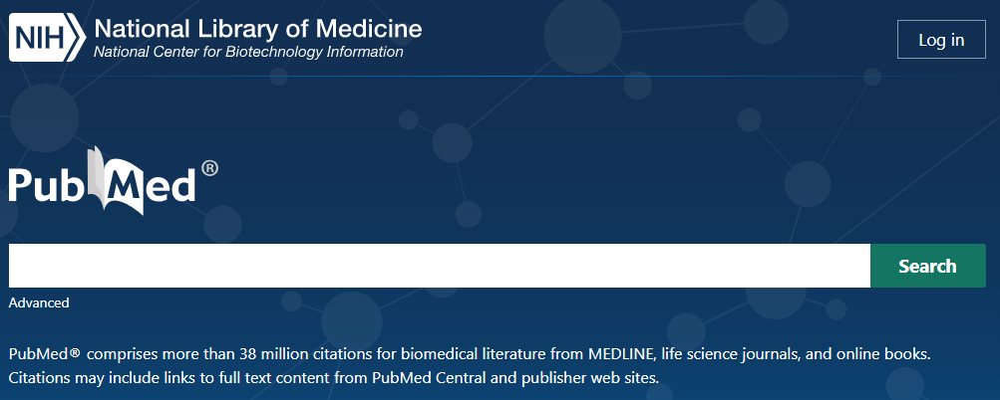 NIH
National Library of Medicine
National Center for Biotechnology Information
Log in
PubMed®
Search
Advanced
PubMed® comprises more than 38 million citations for biomedical literature from MEDLINE, life science journals, and online books.
Citations may include links to full text content from PubMed Central and publisher web sites.